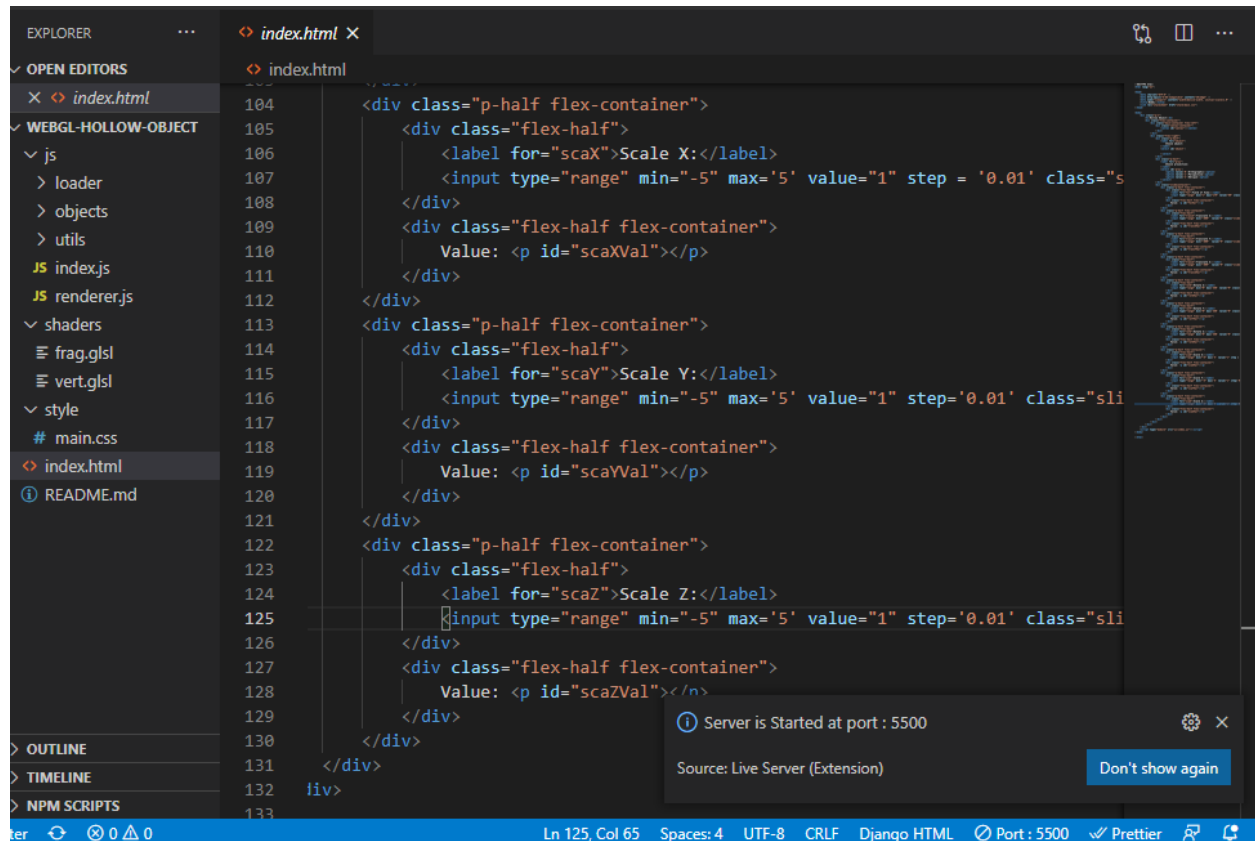 EXPLORER
index.html
OPEN EDITORS
index.html
WEBGL-HOLLOW-OBJECT
js
loader
objects
utils
JS index.js
JS renderer.js
shaders
frag.glsl
vert.glsl
style
# main.css
index.html
README.md
OUTLINE
TIMELINE
NPM SCRIPTS
index.html
104 <div class="p-half flex-container">
105 <div class="flex-half">
106 <label for="scaX">Scale X:</label>
107 <input type="range" min="-5" max='5' value="1" step = '0.01' class="s
108 </div>
109 <div class="flex-half flex-container">
110 Value: <p id="scaXVal"></p>
111 </div>
112 </div>
113 <div class="p-half flex-container">
114 <div class="flex-half">
115 <label for="scaY">Scale Y:</label>
116 <input type="range" min="-5" max='5' value="1" step='0.01' class="sli
117 </div>
118 <div class="flex-half flex-container">
119 Value: <p id="scaYVal"></p>
120 </div>
121 </div>
122 <div class="p-half flex-container">
123 <div class="flex-half">
124 <label for="scaZ">Scale Z:</label>
125 <input type="range" min="-5" max='5' value="1" step='0.01' class="sli
126 </div>
127 <div class="flex-half flex-container">
128 Value: <p id="scaZVal"></p>
129 </div>
130 </div>
131 </div>
132 div>
133
Server is Started at port : 5500
Source: Live Server (Extension)
Don't show again
ter 0 0 Ln 125, Col 65 Spaces: 4 UTF-8 CRLF Django HTML Port : 5500 Prettier